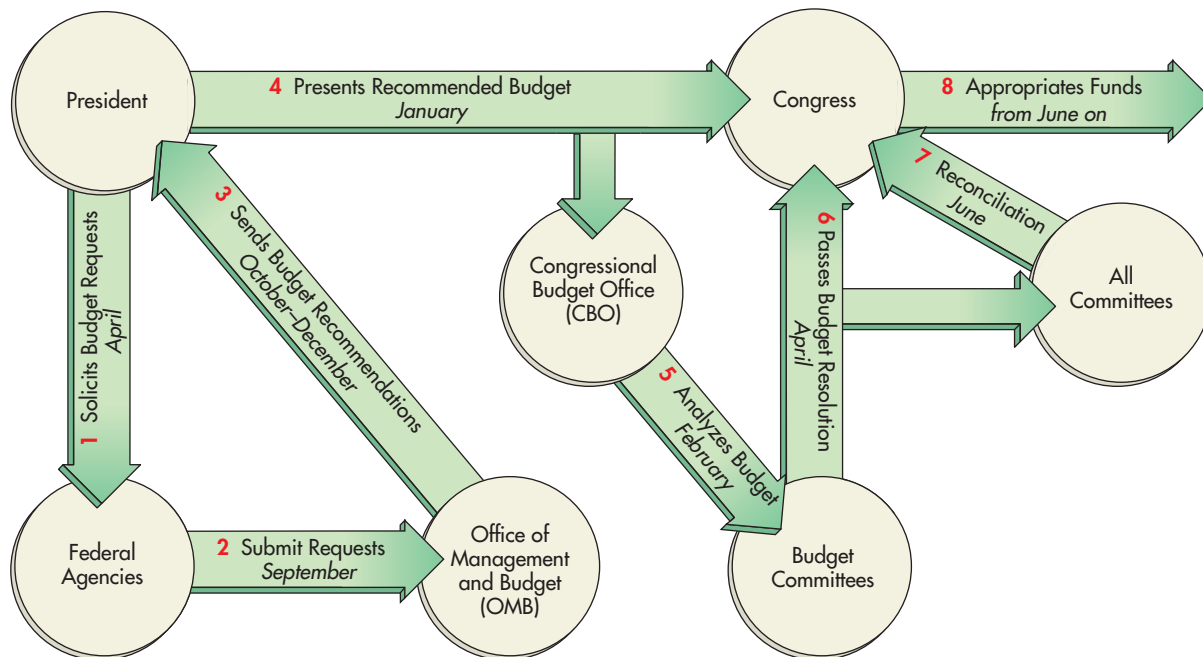 President
4 Presents Recommended Budget
January
Congress
8 Appropriates Funds
from June on
1 Solicits Budget Requests
April
3 Sends Budget Recommendations
October–December
Congressional
Budget Office
(CBO)
6 Passes Budget Resolution
April
7 Reconciliation
June
All
Committees
5 Analyzes Budget
February
Federal
Agencies
2 Submit Requests
September
Office of
Management
and Budget
(OMB)
Budget
Committees